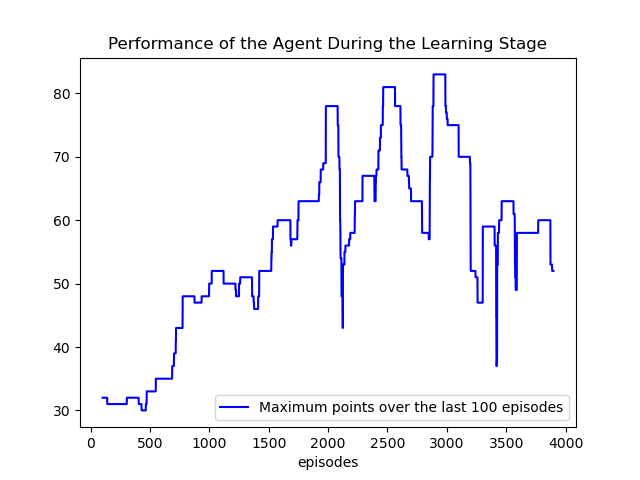 Performance of the Agent During the Learning Stage
80
70
60
50
40
30
Maximum points over the last 100 episodes
0 500 1000 1500 2000 2500 3000 3500 4000
episodes